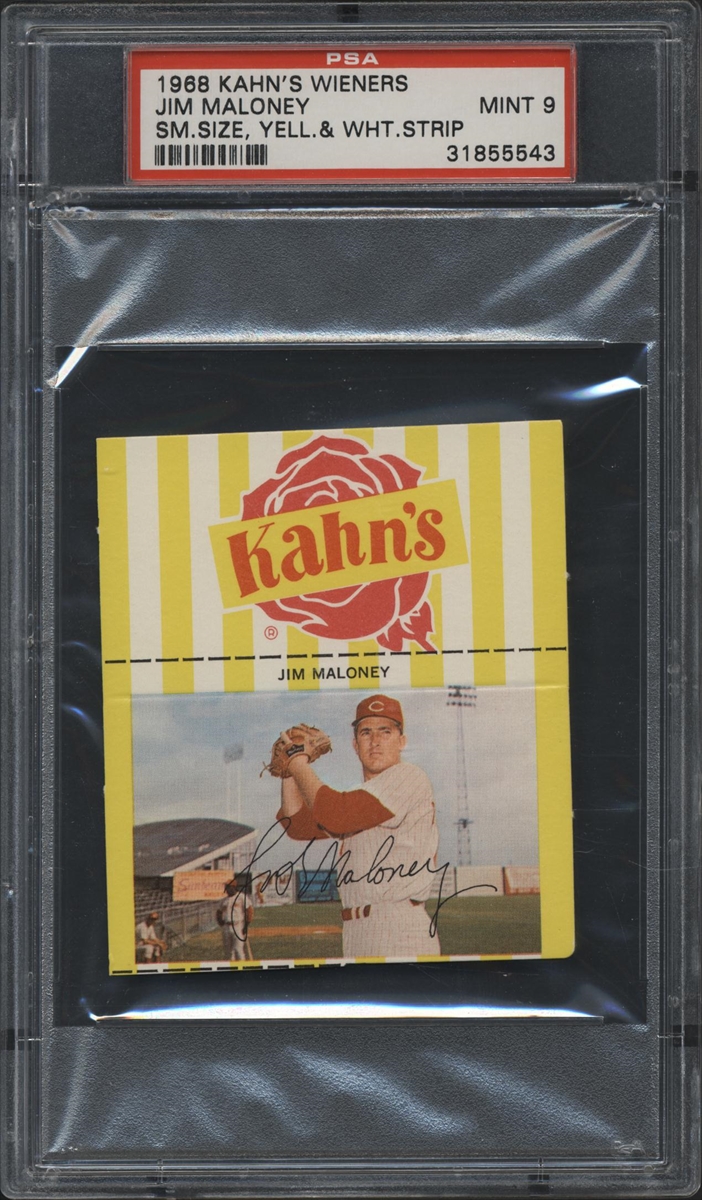 PSA
1968 KAHN'S WIENERS
JIM MALONEY MINT 9
SM.SIZE, YELL.& WHT.STRIP
31855543
Kahn's
®
JIM MALONEY
Jim Maloney